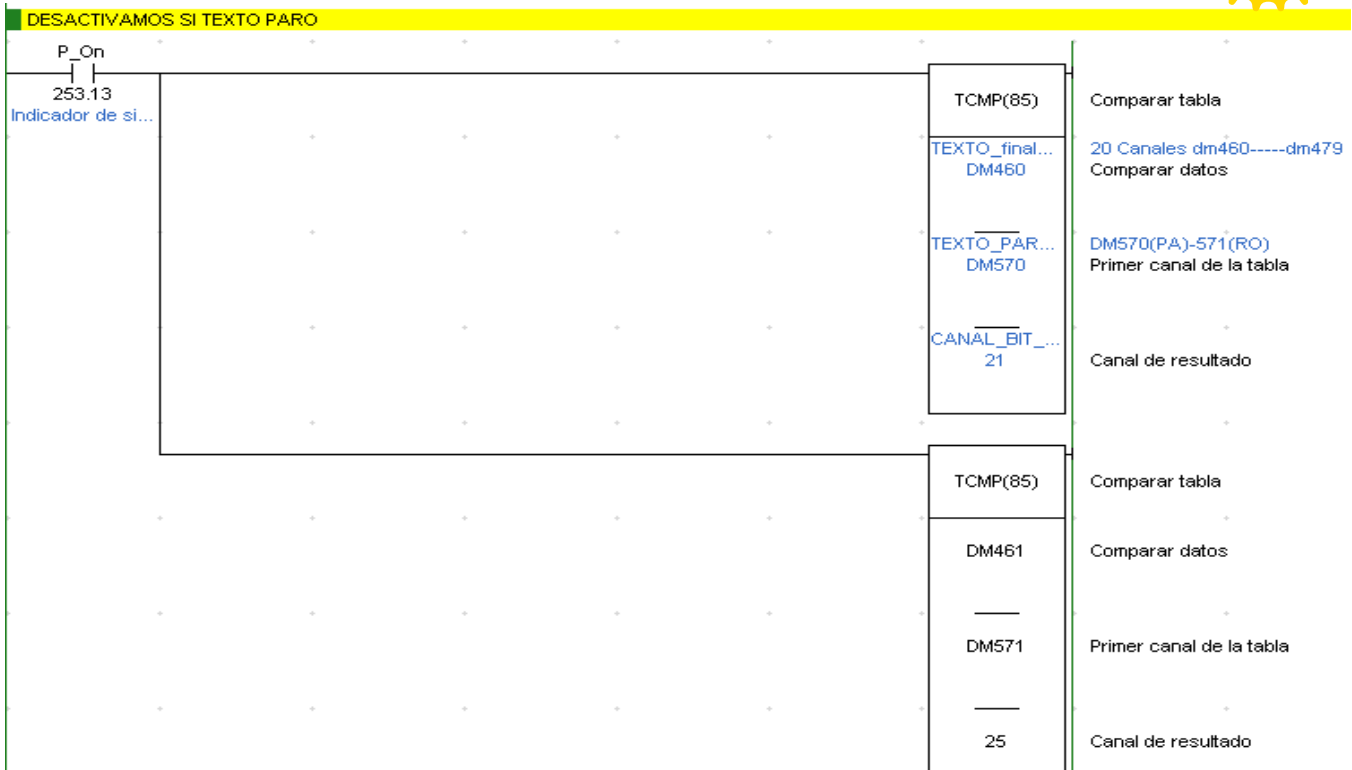 DESACTIVAMOS SI TEXTO PARO
P_On
253.13
Indicador de si...
TCMP(85)
Comparar tabla
TEXTO_final...
DM460
20 Canales dm460-----dm479
Comparar datos
TEXTO_PAR...
DM570
DM570(PA)-571(RO)
Primer canal de la tabla
CANAL_BIT_...
21
Canal de resultado
TCMP(85)
Comparar tabla
DM461
Comparar datos
DM571
Primer canal de la tabla
25
Canal de resultado